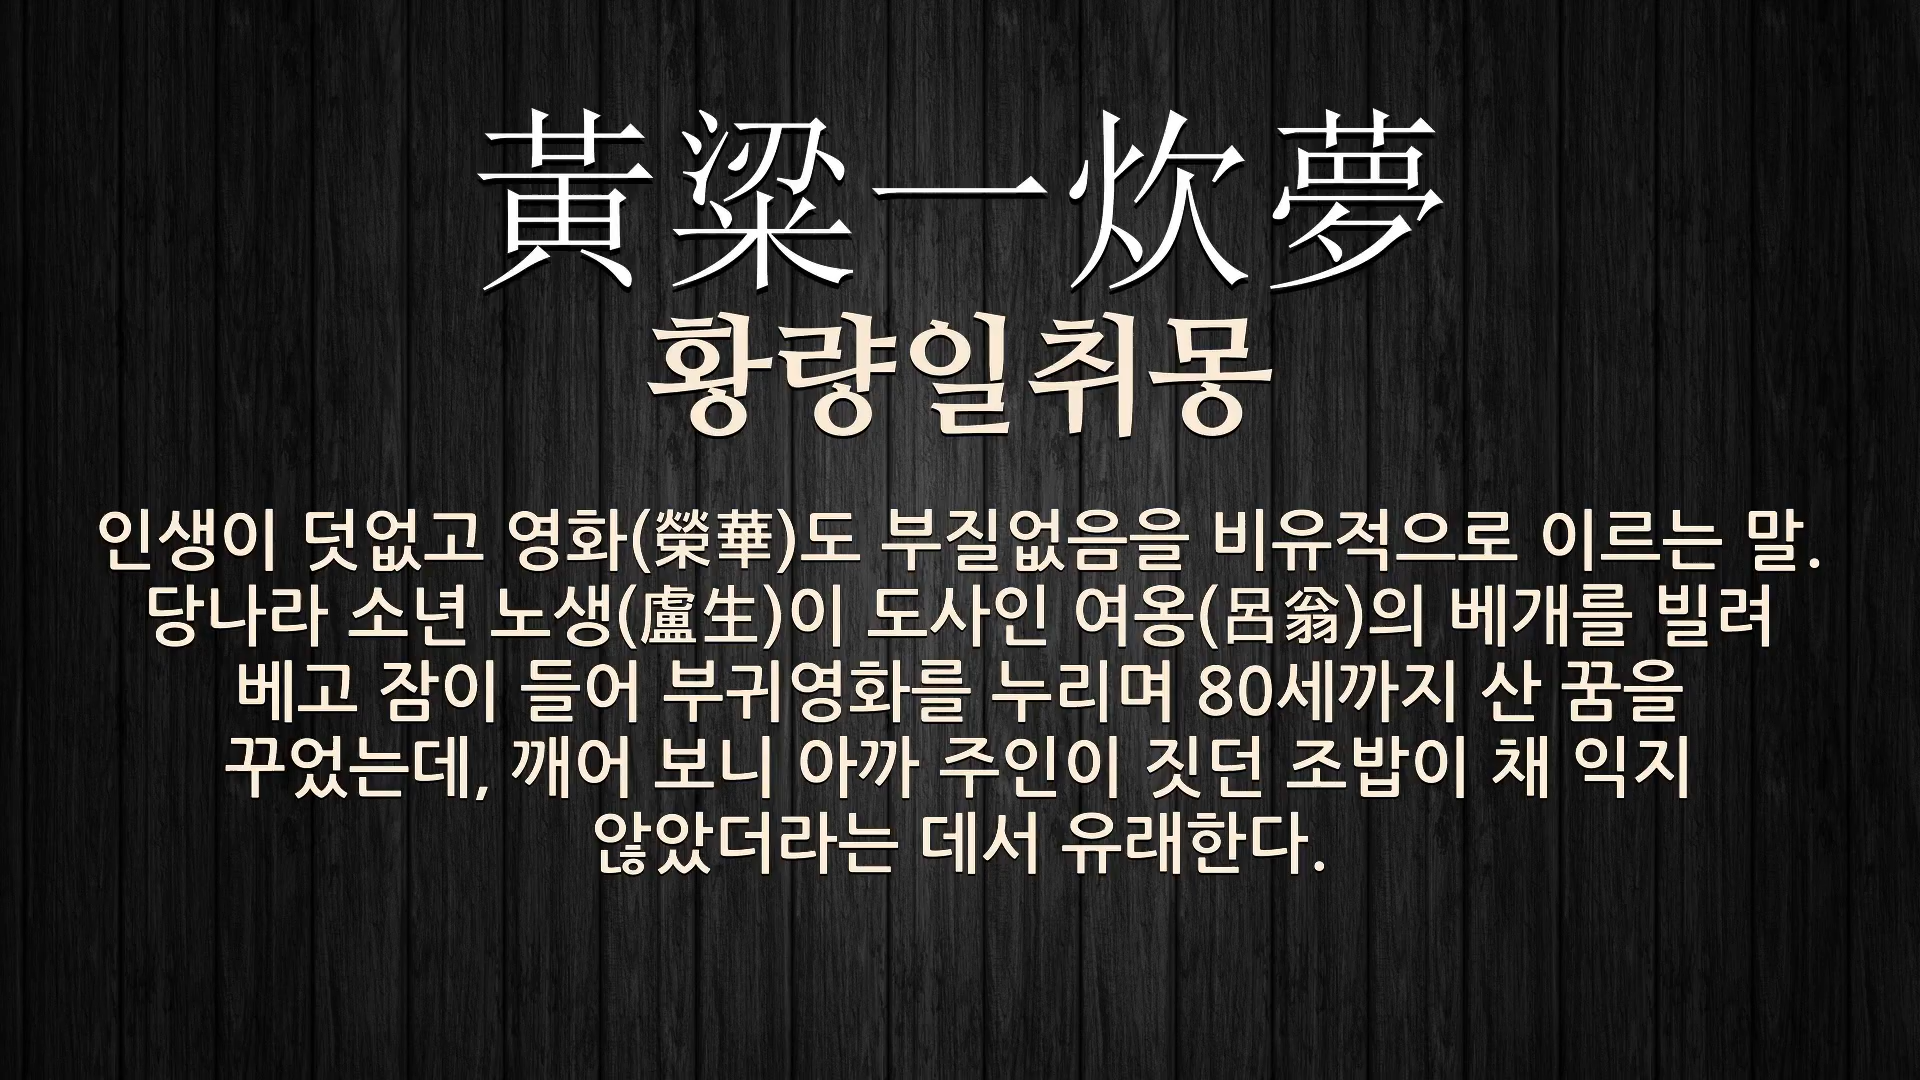 黃粱一炊夢
황량일취몽
인생이 덧없고 영화(榮華)도 부질없음을 비유적으로 이르는 말.
당나라 소년 노생(盧生)이 도사인 여옹(呂翁)의 베개를 빌려
베고 잠이 들어 부귀영화를 누리며 80세까지 산 꿈을
꾸었는데, 깨어 보니 아까 주인이 짓던 조밥이 채 익지
않았더라는 데서 유래한다.